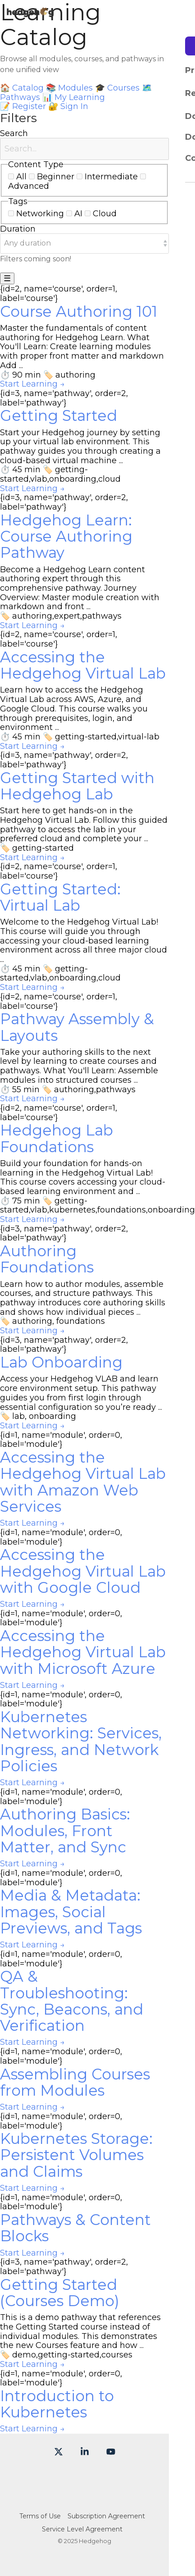 Learning
Catalog
hedgehog
Browse all modules, courses, and pathways in
one unified view
🏠 Catalog 📚 Modules 🎓 Courses 🗺️
Pathways 📊 My Learning
📝 Register 🔐 Sign In
Filters
Search
Search...
Content Type
All Beginner Intermediate
Advanced
Tags
Networking AI Cloud
Duration
Any duration
Filters coming soon!
☰
{id=2, name='course', order=1,
label='course'}
Course Authoring 101
Master the fundamentals of content
authoring for Hedgehog Learn. What
You'll Learn: Create learning modules
with proper front matter and markdown
Add ...
⏱️ 90 min 🏷️ authoring
Start Learning →
{id=3, name='pathway', order=2,
label='pathway'}
Getting Started
Start your Hedgehog journey by setting
up your virtual lab environment. This
pathway guides you through creating a
cloud-based virtual machine ...
⏱️ 45 min 🏷️ getting-
started,vlab,onboarding,cloud
Start Learning →
{id=3, name='pathway', order=2,
label='pathway'}
Hedgehog Learn:
Course Authoring
Pathway
Become a Hedgehog Learn content
authoring expert through this
comprehensive pathway. Journey
Overview: Master module creation with
markdown and front ...
🏷️ authoring,expert,pathways
Start Learning →
{id=2, name='course', order=1,
label='course'}
Accessing the
Hedgehog Virtual Lab
Learn how to access the Hedgehog
Virtual Lab across AWS, Azure, and
Google Cloud. This course walks you
through prerequisites, login, and
environment ...
⏱️ 45 min 🏷️ getting-started,virtual-lab
Start Learning →
{id=3, name='pathway', order=2,
label='pathway'}
Getting Started with
Hedgehog Lab
Start here to get hands-on in the
Hedgehog Virtual Lab. Follow this guided
pathway to access the lab in your
preferred cloud and complete your ...
🏷️ getting-started
Start Learning →
{id=2, name='course', order=1,
label='course'}
Getting Started:
Virtual Lab
Welcome to the Hedgehog Virtual Lab!
This course will guide you through
accessing your cloud-based learning
environment across all three major cloud
...
⏱️ 45 min 🏷️ getting-
started,vlab,onboarding,cloud
Start Learning →
{id=2, name='course', order=1,
label='course'}
Pathway Assembly &
Layouts
Take your authoring skills to the next
level by learning to create courses and
pathways. What You'll Learn: Assemble
modules into structured courses ...
⏱️ 55 min 🏷️ authoring,pathways
Start Learning →
{id=2, name='course', order=1,
label='course'}
Hedgehog Lab
Foundations
Build your foundation for hands-on
learning in the Hedgehog Virtual Lab!
This course covers accessing your cloud-
based learning environment and ...
⏱️ 75 min 🏷️ getting-
Start Learning →
{id=3, name='pathway', order=2,
label='pathway'}
Authoring
Foundations
Learn how to author modules, assemble
courses, and structure pathways. This
pathway introduces core authoring skills
and shows how individual pieces ...
🏷️ authoring, foundations
Start Learning →
{id=3, name='pathway', order=2,
label='pathway'}
Lab Onboarding
Access your Hedgehog VLAB and learn
core environment setup. This pathway
guides you from first login through
essential configuration so you're ready ...
🏷️ lab, onboarding
Start Learning →
{id=1, name='module', order=0,
label='module'}
Accessing the
Hedgehog Virtual Lab
with Amazon Web
Services
Start Learning →
{id=1, name='module', order=0,
label='module'}
Accessing the
Hedgehog Virtual Lab
with Google Cloud
Start Learning →
{id=1, name='module', order=0,
label='module'}
Accessing the
Hedgehog Virtual Lab
with Microsoft Azure
Start Learning →
{id=1, name='module', order=0,
label='module'}
Kubernetes
Networking: Services,
Ingress, and Network
Policies
Start Learning →
{id=1, name='module', order=0,
label='module'}
Authoring Basics:
Modules, Front
Matter, and Sync
Start Learning →
{id=1, name='module', order=0,
label='module'}
Media & Metadata:
Images, Social
Previews, and Tags
Start Learning →
{id=1, name='module', order=0,
label='module'}
QA &
Troubleshooting:
Sync, Beacons, and
Verification
Start Learning →
{id=1, name='module', order=0,
label='module'}
Assembling Courses
from Modules
Start Learning →
{id=1, name='module', order=0,
label='module'}
Kubernetes Storage:
Persistent Volumes
and Claims
Start Learning →
{id=1, name='module', order=0,
label='module'}
Pathways & Content
Blocks
Start Learning →
{id=3, name='pathway', order=2,
label='pathway'}
Getting Started
(Courses Demo)
This is a demo pathway that references
the Getting Started course instead of
individual modules. This demonstrates
the new Courses feature and how ...
🏷️ demo,getting-started,courses
Start Learning →
{id=1, name='module', order=0,
label='module'}
Introduction to
Kubernetes
Start Learning →
Terms of Use Subscription Agreement
Service Level Agreement
© 2025 Hedgehog